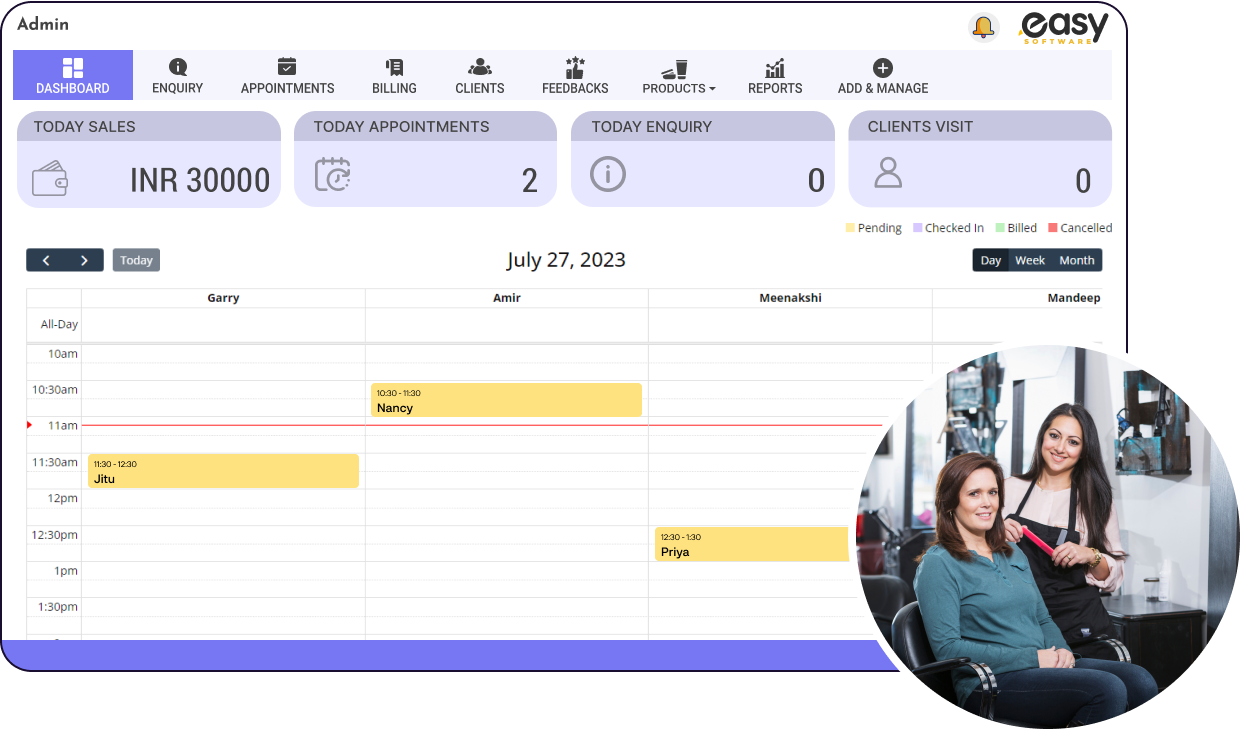 Admin
easy
SOFTWARE
DASHBOARD ENQUIRY APPOINTMENTS BILLING CLIENTS FEEDBACKS PRODUCTS REPORTS ADD & MANAGE
TODAY SALES TODAY APPOINTMENTS TODAY ENQUIRY CLIENTS VISIT
INR 30000 2 0 0
Pending Checked In Billed Cancelled
Today July 27, 2023 Day Week Month
Garry Amir Meenakshi Mandeep
All-Day
10am
10:30am
10:30 - 11:30
Nancy
11am
11:30am
11:30 - 12:30
Jitu
12pm
12:30pm
12:30 - 1:30
Priya
1pm
1:30pm